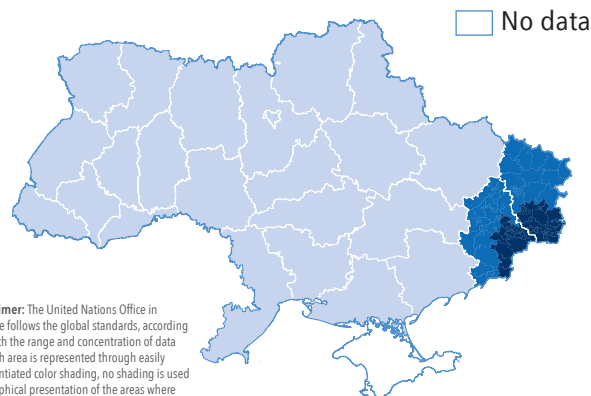 No data
imer: The United Nations Office in
e follows the global standards, according
th the range and concentration of data
h area is represented through easily
ntiated color shading, no shading is used
phical presentation of the areas where